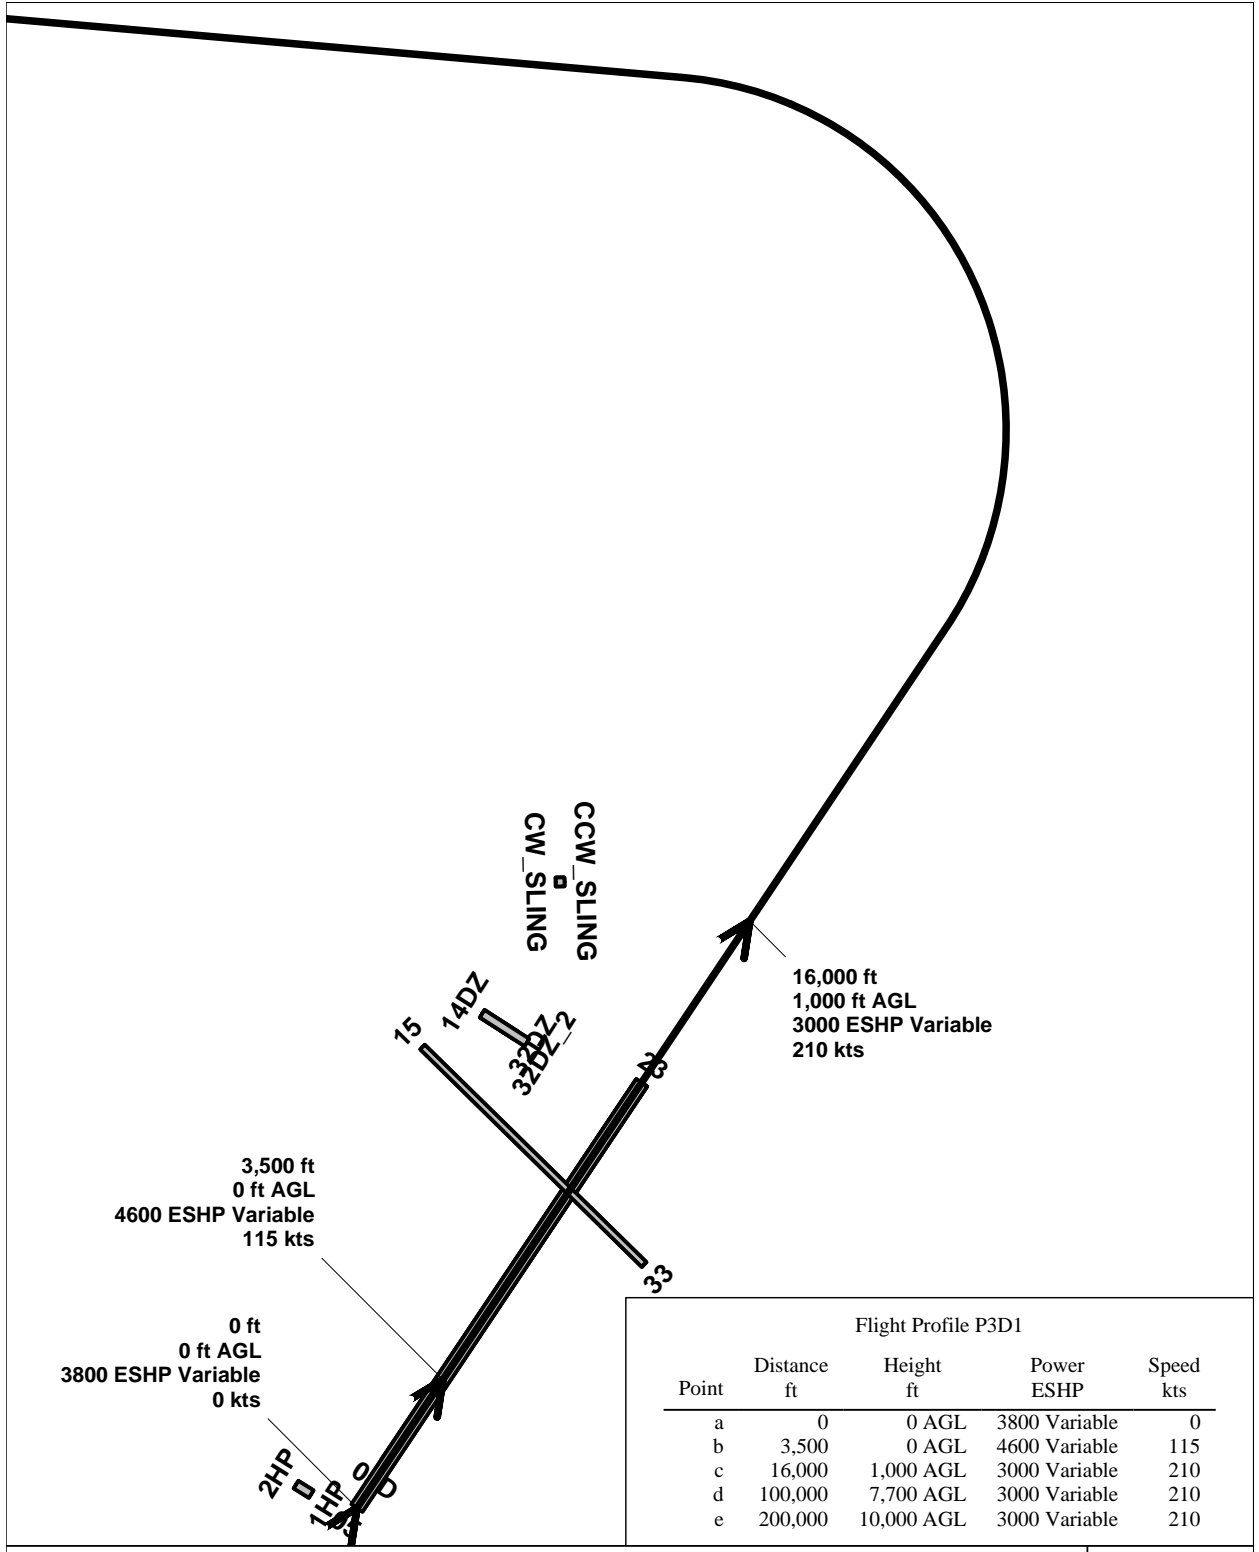 CCW_SLING
CW_SLING
16,000 ft
1,000 ft AGL
3000 ESHP Variable
210 kts
14DZ
15
32DZ
32DZ_2
23
3,500 ft
0 ft AGL
4600 ESHP Variable
115 kts
33
0 ft
0 ft AGL
3800 ESHP Variable
0 kts
2HP
1HP
Flight Profile P3D1
Point Distance ft Height ft Power ESHP Speed kts
a 0 0 AGL 3800 Variable 0
b 3,500 0 AGL 4600 Variable 115
c 16,000 1,000 AGL 3000 Variable 210
d 100,000 7,700 AGL 3000 Variable 210
e 200,000 10,000 AGL 3000 Variable 210